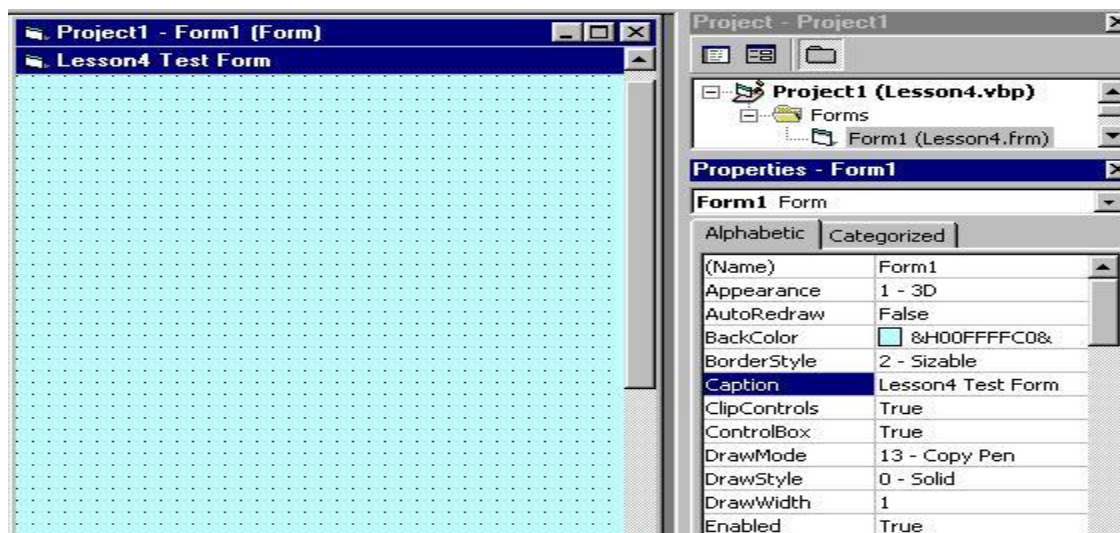 Project1 - Form1 (Form)
Lesson4 Test Form
Project - Project1
Project1 (Lesson4.vbp)
Forms
Form1 (Lesson4.frm)
Properties - Form1
Form1 Form
Alphabetic Categorized
(Name) Form1
Appearance 1 - 3D
AutoRedraw False
BackColor &H00FFFFC0&
BorderStyle 2 - Sizable
Caption Lesson4 Test Form
ClipControls True
ControlBox True
DrawMode 13 - Copy Pen
DrawStyle 0 - Solid
DrawWidth 1
Enabled True